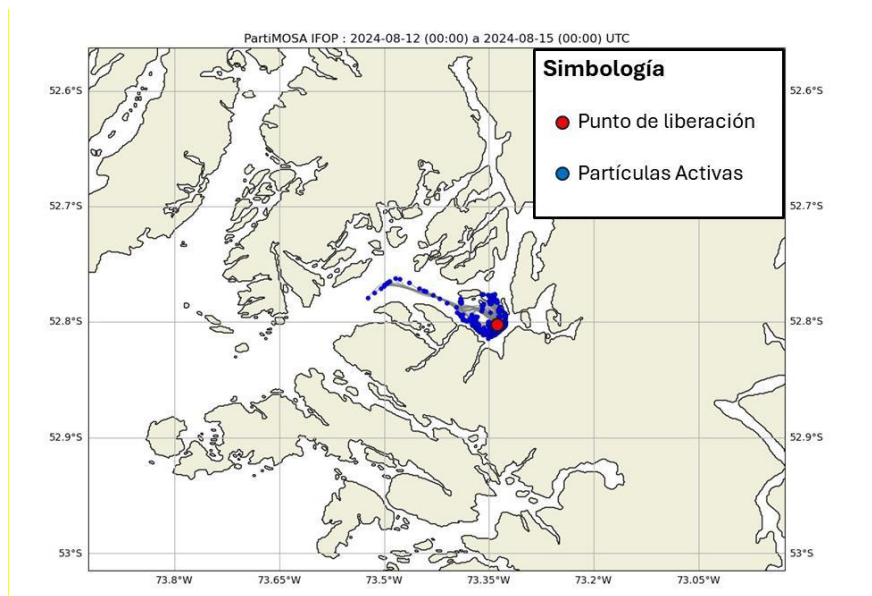 PartiMOSA IFOP : 2024-08-12 (00:00) a 2024-08-15 (00:00) UTC
Simbología
Punto de liberación
Partículas Activas
52.6°S
52.6°S
52.7°S
52.7°S
52.8°S
52.8°S
52.9°S
52.9°S
53°S
53°S
73.8°W
73.65°W
73.5°W
73.35°W
73.2°W
73.05°W